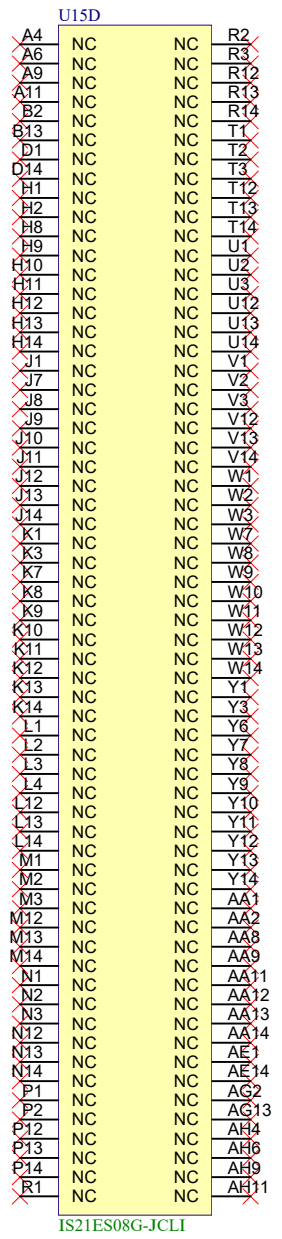 U15D
A4 NC NC R2
A6 NC NC R3
A9 NC NC R12
A11 NC NC R13
B2 NC NC R14
B13 NC NC T1
D1 NC NC T2
D14 NC NC T3
H1 NC NC T12
H2 NC NC T13
H8 NC NC T14
H9 NC NC U1
H10 NC NC U2
H11 NC NC U3
H12 NC NC U12
H13 NC NC U13
H14 NC NC U14
J1 NC NC V1
J7 NC NC V2
J8 NC NC V3
J9 NC NC V12
J10 NC NC V13
J11 NC NC V14
J12 NC NC W1
J13 NC NC W2
J14 NC NC W3
K1 NC NC W7
K3 NC NC W8
K7 NC NC W9
K8 NC NC W10
K9 NC NC W11
K10 NC NC W12
K11 NC NC W13
K12 NC NC W14
K13 NC NC Y1
K14 NC NC Y3
L1 NC NC Y6
L2 NC NC Y7
L3 NC NC Y8
L4 NC NC Y9
L12 NC NC Y10
L13 NC NC Y11
L14 NC NC Y12
M1 NC NC Y13
M2 NC NC Y14
M3 NC NC AA1
M12 NC NC AA2
M13 NC NC AA8
M14 NC NC AA9
N1 NC NC AA11
N2 NC NC AA12
N3 NC NC AA13
N12 NC NC AA14
N13 NC NC AE1
N14 NC NC AE14
P1 NC NC AG2
P2 NC NC AG13
P12 NC NC AH4
P13 NC NC AH6
P14 NC NC AH9
R1 NC NC AH11
IS21ES08G-JCLI